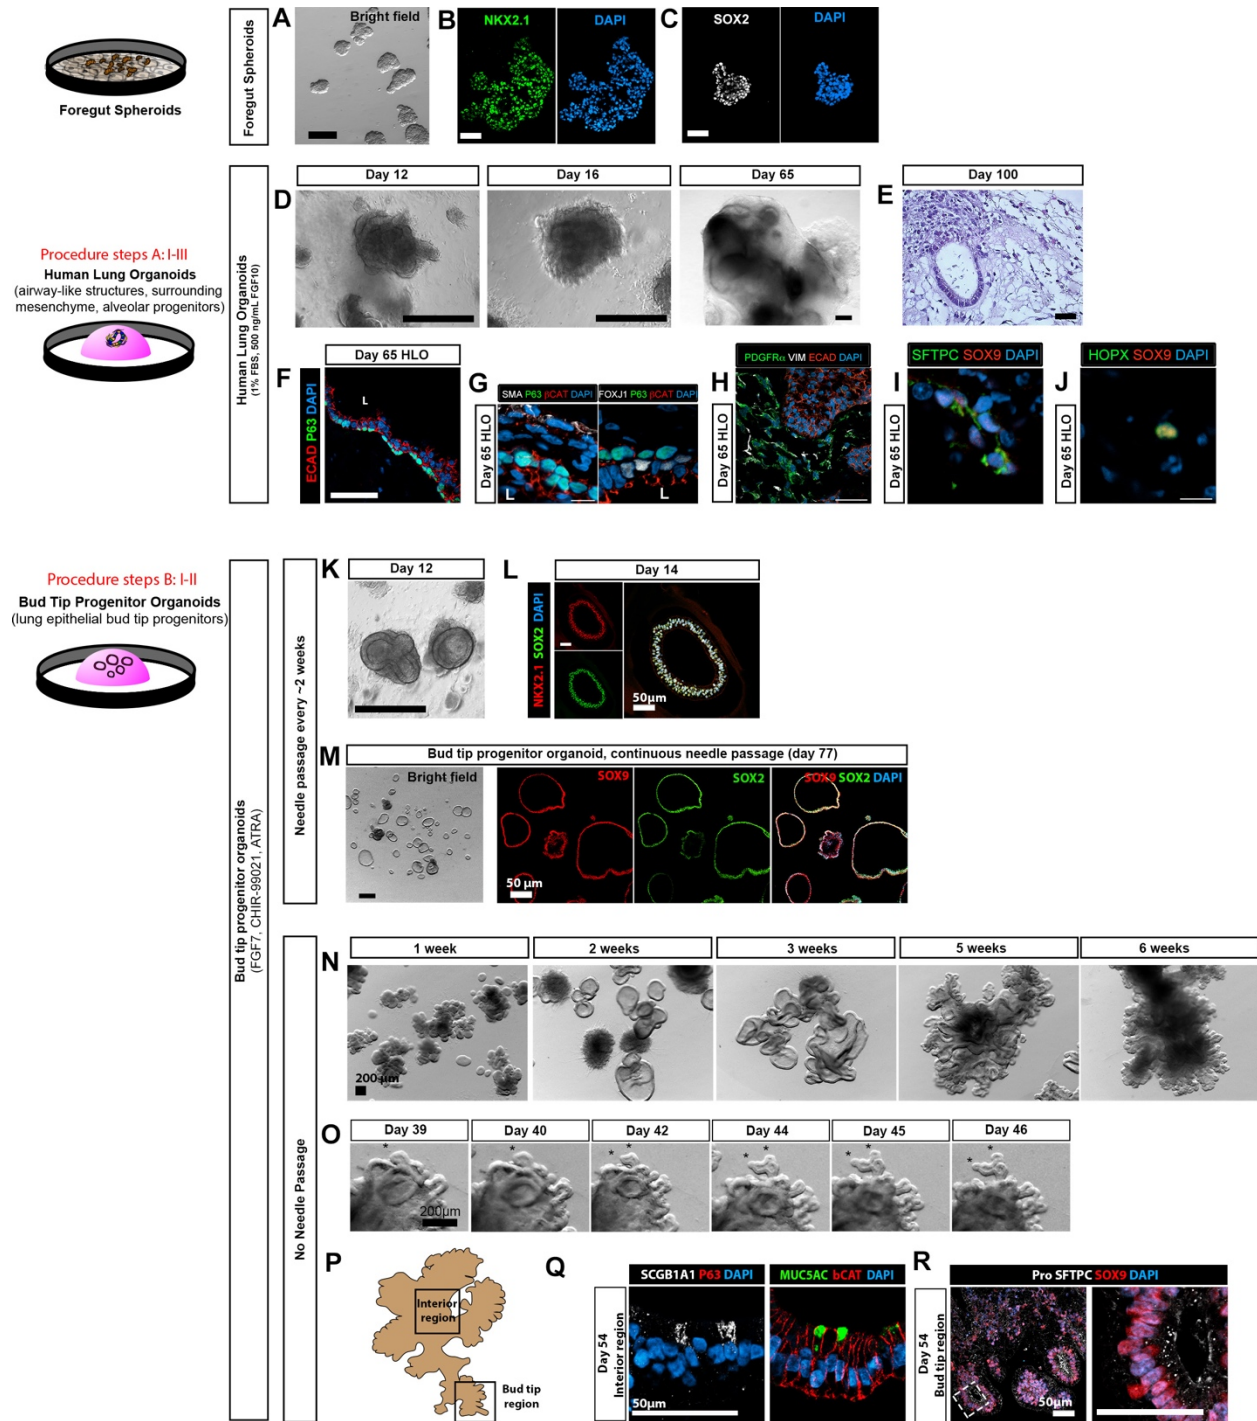 A
Bright field
B
NKX2.1
DAPI
C
SOX2
DAPI
Foregut Spheroids
Foregut Spheroids
D
Day 12
Day 16
Day 65
E
Day 100
Procedure steps A: I-III
Human Lung Organoids
(airway-like structures, surrounding
mesenchyme, alveolar progenitors)
Human Lung Organoids
(1% FBS, 500 ng/mL FGF10)
F
Day 65 HLO
ECAD P63 DAPI
L
G
SMA P63 βCAT DAPI
FOXJ1 P63 βCAT DAPI
Day 65 HLO
L
L
H
PDGFRα VIM ECAD DAPI
Day 65 HLO
I
SFTPC SOX9 DAPI
Day 65 HLO
J
HOPX SOX9 DAPI
Day 65 HLO
Procedure steps B: I-II
Bud Tip Progenitor Organoids
(lung epithelial bud tip progenitors)
Bud tip progenitor organoids
(FGF7, CHIR-99021, ATRA)
Needle passage every ~2 weeks
K
Day 12
L
Day 14
NKX2.1 SOX2 DAPI
50µm
M
Bud tip progenitor organoid, continuous needle passage (day 77)
Bright field
SOX9
SOX2
SOX9 SOX2 DAPI
50 µm
No Needle Passage
N
1 week
2 weeks
3 weeks
5 weeks
6 weeks
200 µm
O
Day 39
Day 40
Day 42
Day 44
Day 45
Day 46
*
*
* *
* *
* *
* *
200µm
P
Interior
region
Bud tip
region
Q
Day 54
Interior region
SCGB1A1 P63 DAPI
MUC5AC bCAT DAPI
50µm
R
Day 54
Bud tip region
Pro SFTPC SOX9 DAPI
50µm